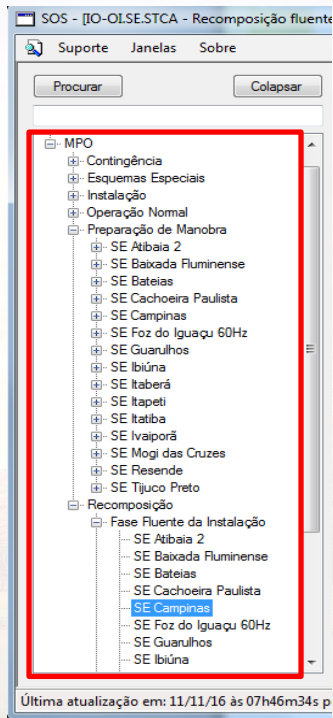 SOS - [IO-OI.SE.STCA - Recomposição fluente
Suporte Janelas Sobre
Procurar Colapsar
MPO
Contingência
Esquemas Especiais
Instalação
Operação Normal
Preparação de Manobra
SE Atibaia 2
SE Baixada Fluminense
SE Bateias
SE Cachoeira Paulista
SE Campinas
SE Foz do Iguaçu 60Hz
SE Guarulhos
SE Ibiúna
SE Itaberá
SE Itapeti
SE Itatiba
SE Ivaiporã
SE Mogi das Cruzes
SE Resende
SE Tijuco Preto
Recomposição
Fase Fluente da Instalação
SE Atibaia 2
SE Baixada Fluminense
SE Bateias
SE Cachoeira Paulista
SE Campinas
SE Foz do Iguaçu 60Hz
SE Guarulhos
SE Ibiúna
Última atualização em: 11/11/16 às 07h46m34s p